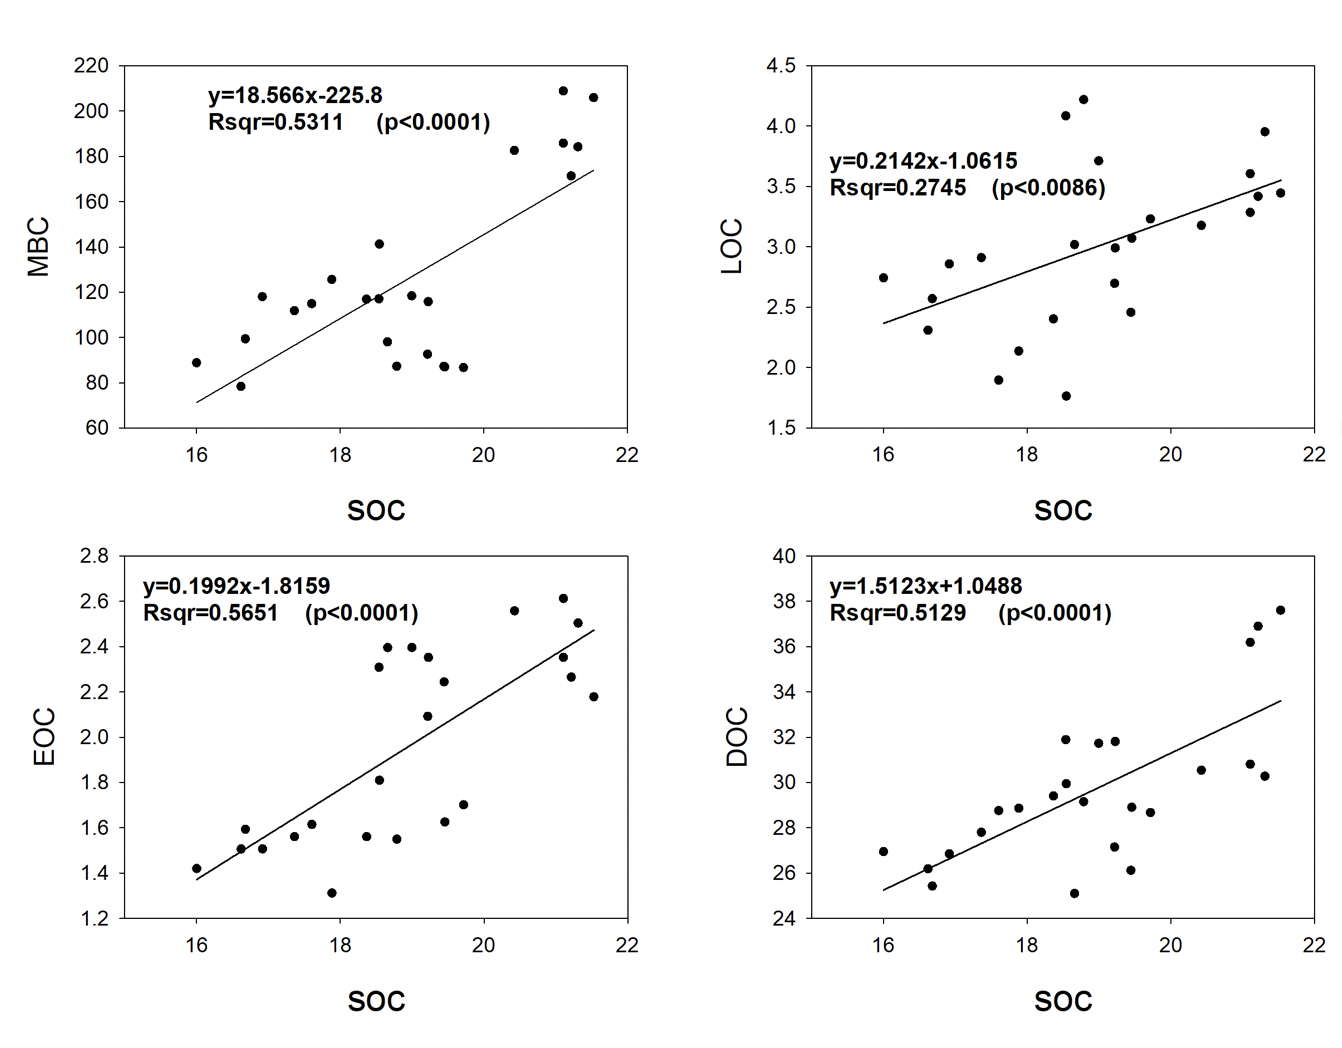 220
200
180
160
140
120
100
80
60
MBC
y=18.566x-225.8
Rsqr=0.5311 (p<0.0001)
16 18 20 22
SOC
4.5
4.0
3.5
3.0
2.5
2.0
1.5
LOC
y=0.2142x-1.0615
Rsqr=0.2745 (p<0.0086)
16 18 20 22
SOC
2.8
2.6
2.4
2.2
2.0
1.8
1.6
1.4
1.2
EOC
y=0.1992x-1.8159
Rsqr=0.5651 (p<0.0001)
16 18 20 22
SOC
40
38
36
34
32
30
28
26
24
DOC
y=1.5123x+1.0488
Rsqr=0.5129 (p<0.0001)
16 18 20 22
SOC